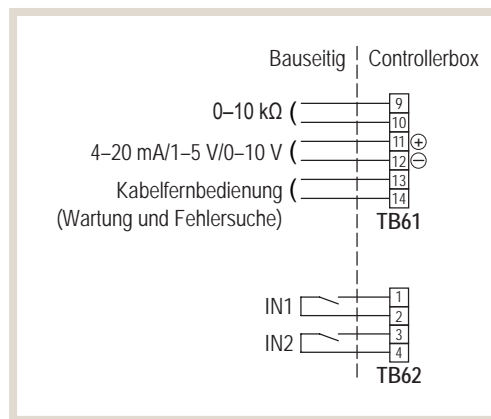 Bauseitig Controllerbox
0–10 kΩ ( 9
10
4–20 mA/1–5 V/0–10 V ( 11 +
12 –
Kabelfernbedienung ( 13
(Wartung und Fehlersuche) 14
TB61
IN1 1
2
IN2 3
4
TB62